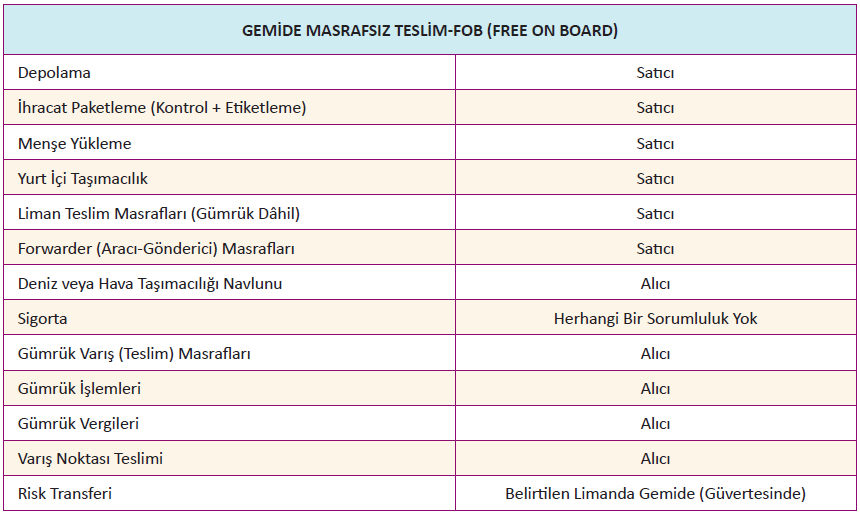 GEMİDE MASRAFSIZ TESLİM-FOB (FREE ON BOARD)
Depolama Satıcı
İhracat Paketleme (Kontrol + Etiketleme) Satıcı
Menşe Yükleme Satıcı
Yurt İçi Taşımacılık Satıcı
Liman Teslim Masrafları (Gümrük Dâhil) Satıcı
Forwarder (Aracı-Gönderici) Masrafları Satıcı
Deniz veya Hava Taşımacılığı Navlunu Alıcı
Sigorta Herhangi Bir Sorumluluk Yok
Gümrük Varış (Teslim) Masrafları Alıcı
Gümrük İşlemleri Alıcı
Gümrük Vergileri Alıcı
Varış Noktası Teslimi Alıcı
Risk Transferi Belirtilen Limanda Gemide (Güvertesinde)